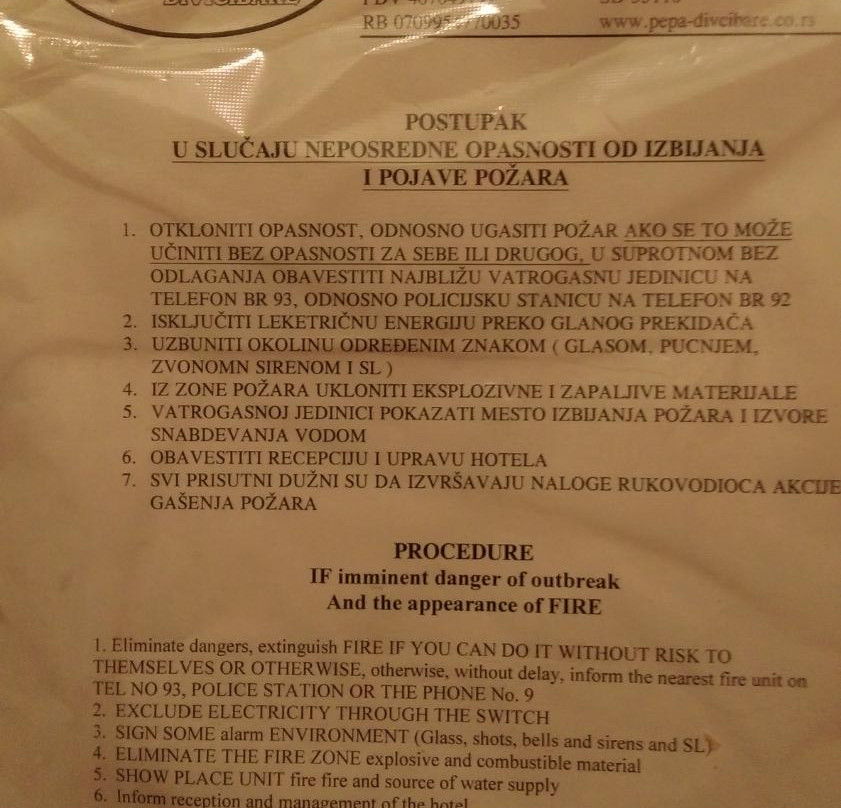 RB
www.pepa-divcibare.co.rs
POSTUPAK
U SLUČAJU NEPOSREDNE OPASNOSTI OD IZBIJANJA
I POJAVE POŽARA
1. OTKLONITI OPASNOST, ODNOSNO UGASITI POŽAR AKO SE TO MOŽE
UČINITI BEZ OPASNOSTI ZA SEBE ILI DRUGOG, U SUPROTNOM BEZ
ODLAGANJA OBAVESTITI NAJBLIŽU VATROGASNU JEDINICU NA
TELEFON BR 93, ODNOSNO POLICIJSKU STANICU NA TELEFON BR 92
2. ISKLJUČITI LEKETRIČNU ENERGIJU PREKO GLANOG PREKIDAČA
3. UZBUNITI OKOLINU ODREĐENIM ZNAKOM ( GLASOM, PUCNJEM,
ZVONOMN SIRENOM I SL )
4. IZ ZONE POŽARA UKLONITI EKSPLOZIVNE I ZAPALJIVE MATERIJALE
5. VATROGASNOJ JEDINICI POKAZATI MESTO IZBIJANJA POŽARA I IZVORE
SNABDEVANJA VODOM
6. OBAVESTITI RECEPCIJU I UPRAVU HOTELA
7. SVI PRISUTNI DUŽNI SU DA IZVRŠAVAJU NALOGE RUKOVODIOCA AKCIJE
GAŠENJA POŽARA
PROCEDURE
IF imminent danger of outbreak
And the appearance of FIRE
1. Eliminate dangers, extinguish FIRE IF YOU CAN DO IT WITHOUT RISK TO
THEMSELVES OR OTHERWISE, otherwise, without delay, inform the nearest fire unit on
TEL NO 93, POLICE STATION OR THE PHONE No. 9
2. EXCLUDE ELECTRICITY THROUGH THE SWITCH
3. SIGN SOME alarm ENVIRONMENT (Glass, shots, bells and sirens and SL)
4. ELIMINATE THE FIRE ZONE explosive and combustible material
5. SHOW PLACE UNIT fire fire and source of water supply
6. Inform reception and management of the hotel